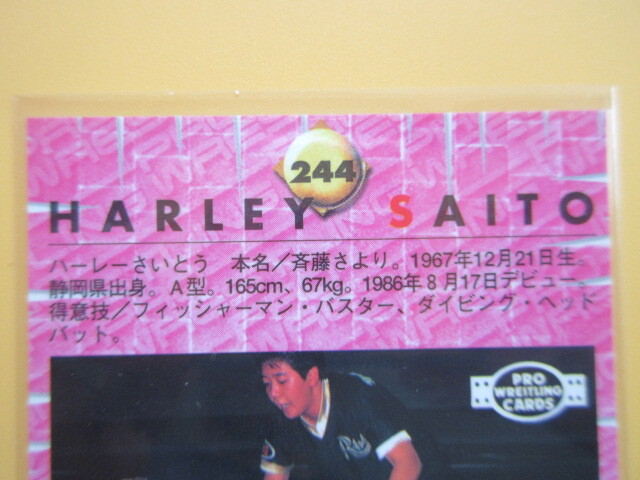 244
HARLEY SAITO
ハーレーさいとう 本名／斉藤さより。1967年12月21日生。
静岡県出身。A型。165cm、67kg。1986年8月17日デビュー。
得意技／フィッシャーマン・バスター、ダイビング・ヘッド
バット。
PRO
WRESTLING
CARDS